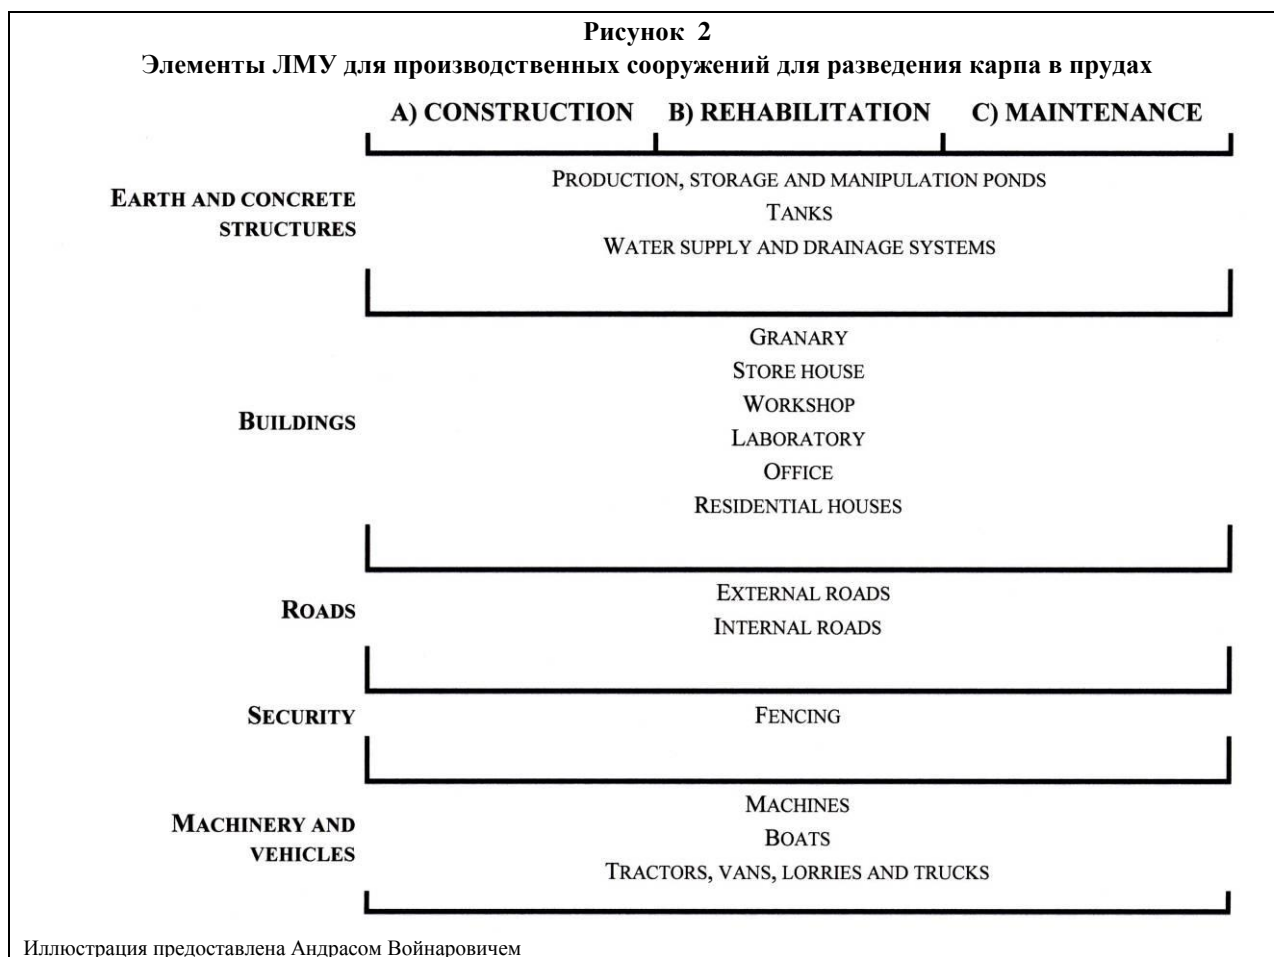 Рисунок 2
Элементы ЛМУ для производственных сооружений для разведения карпа в прудах
A) CONSTRUCTION B) REHABILITATION C) MAINTENANCE
EARTH AND CONCRETE
STRUCTURES
PRODUCTION, STORAGE AND MANIPULATION PONDS
TANKS
WATER SUPPLY AND DRAINAGE SYSTEMS
BUILDINGS
GRANARY
STORE HOUSE
WORKSHOP
LABORATORY
OFFICE
RESIDENTIAL HOUSES
ROADS
EXTERNAL ROADS
INTERNAL ROADS
SECURITY
FENCING
MACHINERY AND
VEHICLES
MACHINES
BOATS
TRACTORS, VANS, LORRIES AND TRUCKS
Иллюстрация предоставлена Андрасом Войнаровичем